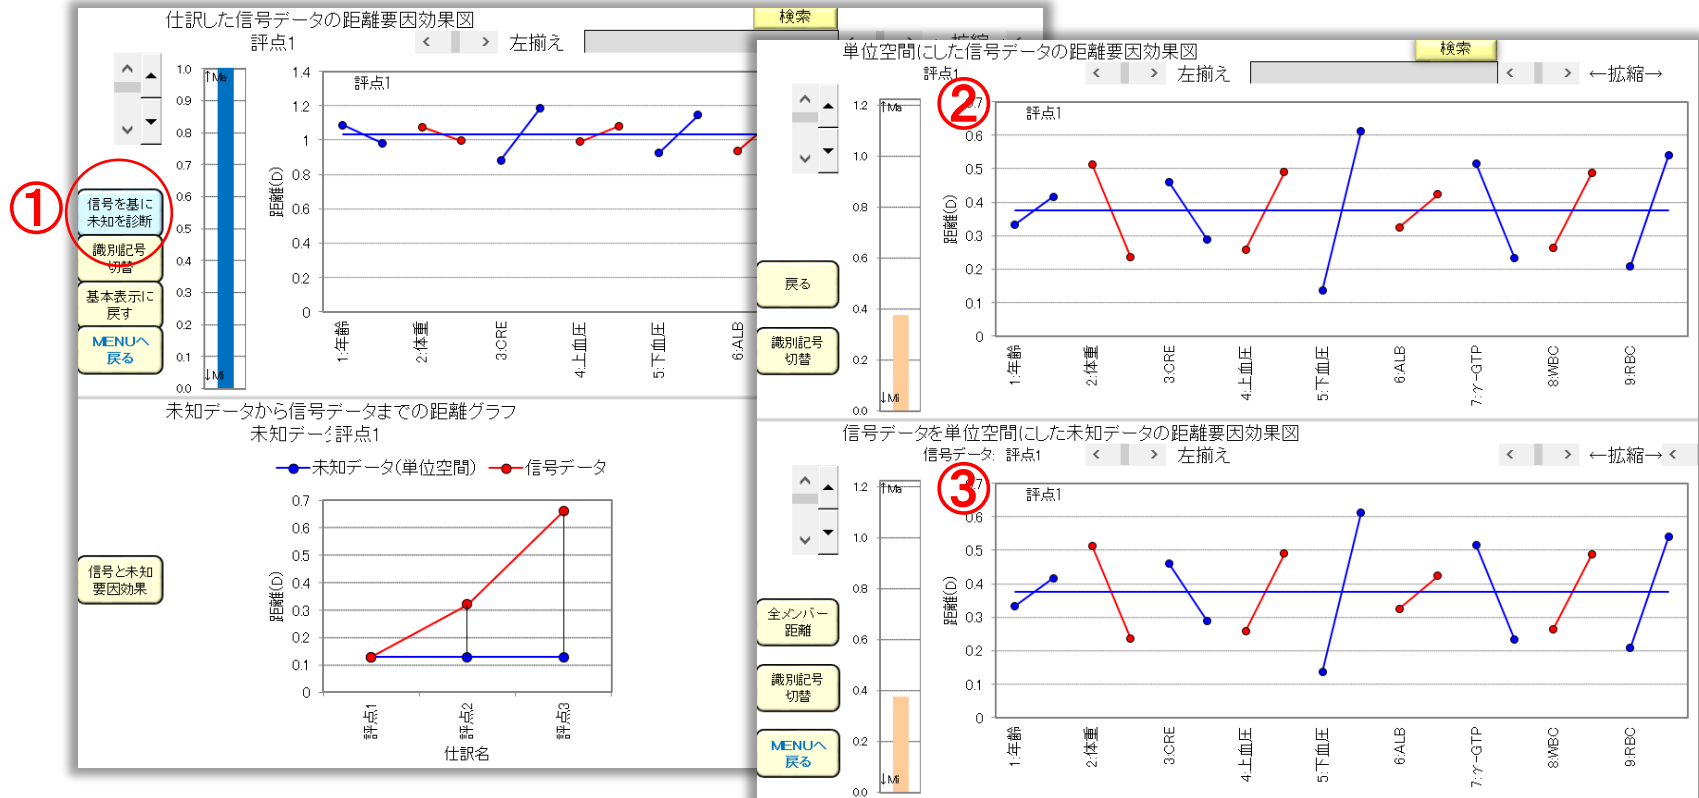 仕訳した信号データの距離要因効果図
検索
評点1
左揃え
①
信号を基に
未知を診断
識別記号
切替
基本表示に
戻す
MENUへ
戻る
1.0
0.9
0.8
0.7
0.6
0.5
0.4
0.3
0.2
0.1
0.0
↑Ma
↓Mi
評点1
距離(D)
1.4
1.2
1
0.8
0.6
0.4
0.2
0
1:年齢
2:体重
3:CRE
4:上血圧
5:下血圧
6:ALB
未知データから信号データまでの距離グラフ
未知データ
評点1
未知データ(単位空間)
信号データ
信号と未知
要因効果
距離(D)
0.7
0.6
0.5
0.4
0.3
0.2
0.1
0
評点1
評点2
評点3
仕訳名
単位空間にした信号データの距離要因効果図
検索
評点1
左揃え
←拡縮→
②
戻る
識別記号
切替
1.2
1.0
0.8
0.6
0.4
0.2
0.0
↑Ma
↓Mi
評点1
距離(D)
0.7
0.6
0.5
0.4
0.3
0.2
0.1
0
1:年齢
2:体重
3:CRE
4:上血圧
5:下血圧
6:ALB
7:γ-GTP
8:WBC
9:RBC
信号データを単位空間にした未知データの距離要因効果図
信号データ:
評点1
左揃え
←拡縮→
③
全メンバー
距離
識別記号
切替
MENUへ
戻る
1.2
1.0
0.8
0.6
0.4
0.2
0.0
↑Ma
↓Mi
評点1
距離(D)
0.7
0.6
0.5
0.4
0.3
0.2
0.1
0
1:年齢
2:体重
3:CRE
4:上血圧
5:下血圧
6:ALB
7:γ-GTP
8:WBC
9:RBC